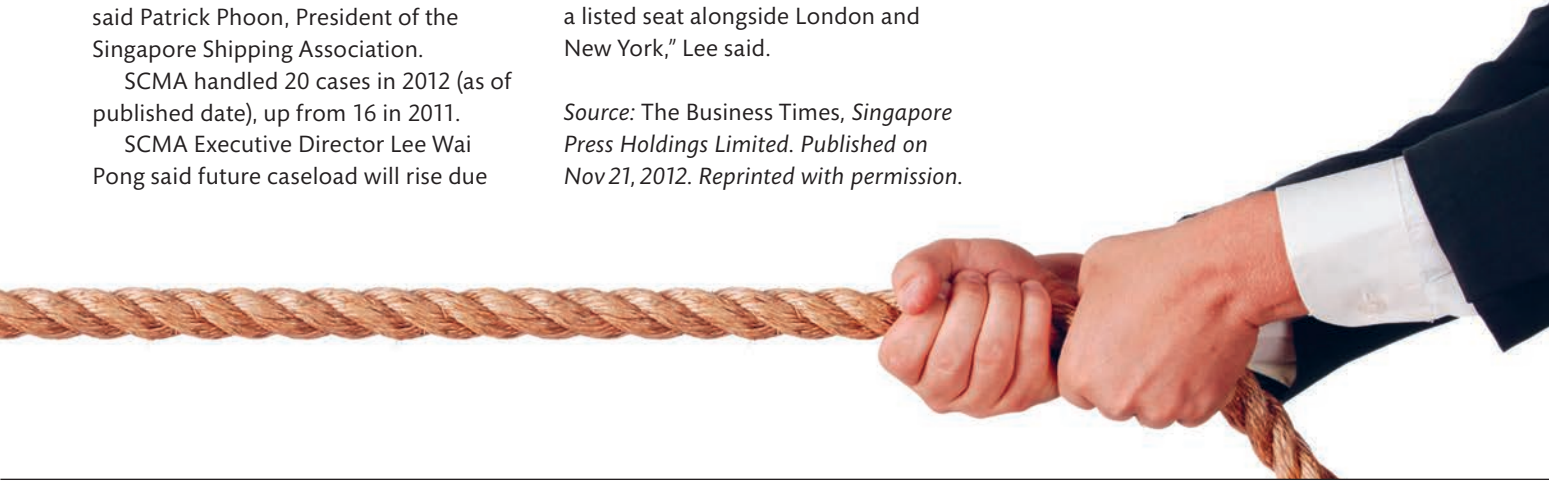 said Patrick Phoon, President of the
Singapore Shipping Association.
SCMA handled 20 cases in 2012 (as of
published date), up from 16 in 2011.
SCMA Executive Director Lee Wai
Pong said future caseload will rise due
a listed seat alongside London and
New York,” Lee said.
Source: The Business Times, Singapore
Press Holdings Limited. Published on
Nov 21, 2012. Reprinted with permission.